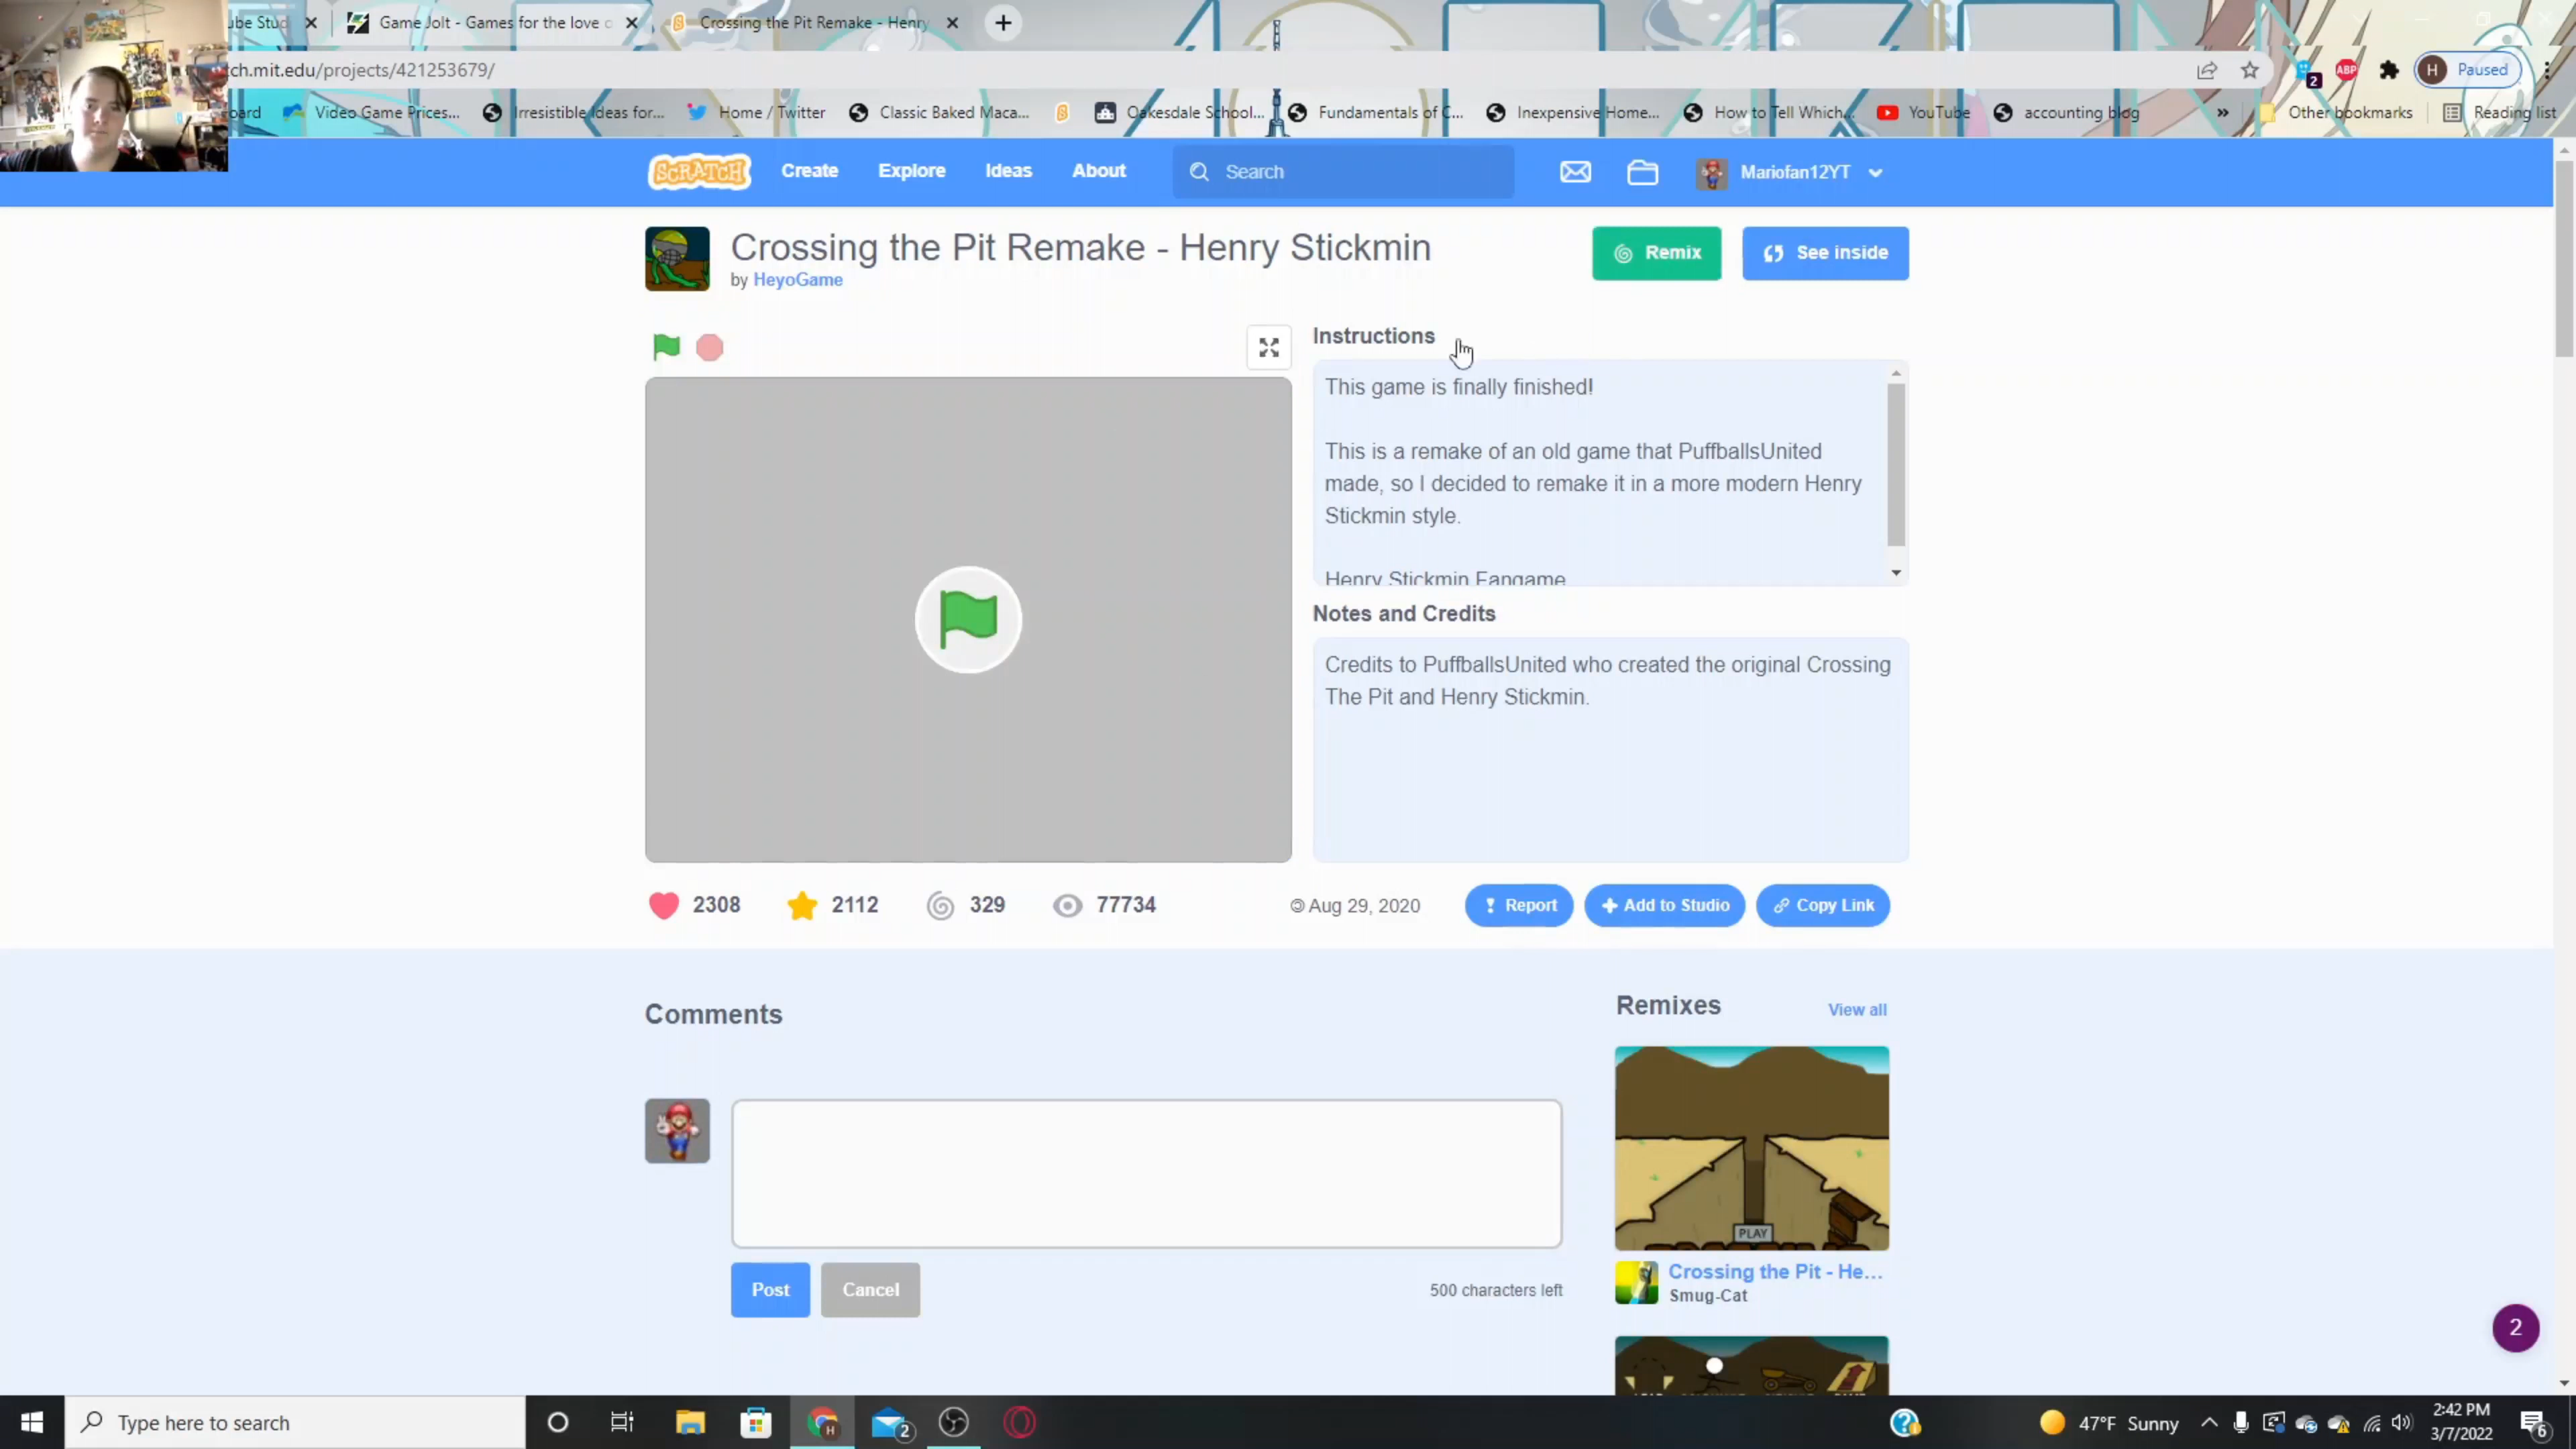 ube Stud
Game Jolt - Games for the love o
Crossing the Pit Remake - Henry
ch.mit.edu/projects/421253679/
ABP
2
H
Paused
oard
Video Game Prices...
Irresistible Ideas for...
Home / Twitter
Classic Baked Maca...
Oakesdale School...
Fundamentals of C...
Inexpensive Home...
How to Tell Which...
YouTube
accounting blog
»
Other bookmarks
Reading list
SCRATCH
Create
Explore
Ideas
About
Search
Mariofan12YT
Crossing the Pit Remake - Henry Stickmin
by HeyoGame
Remix
See inside
Instructions
This game is finally finished!
This is a remake of an old game that PuffballsUnited
made, so I decided to remake it in a more modern Henry
Stickmin style.
Henry Stickmin Fangame
Notes and Credits
Credits to PuffballsUnited who created the original Crossing
The Pit and Henry Stickmin.
2308
2112
329
77734
© Aug 29, 2020
Report
Add to Studio
Copy Link
Comments
Remixes
View all
PLAY
Crossing the Pit - He...
Smug-Cat
Post
Cancel
500 characters left
2
Type here to search
H
2
47°F Sunny
2:42 PM
3/7/2022
6